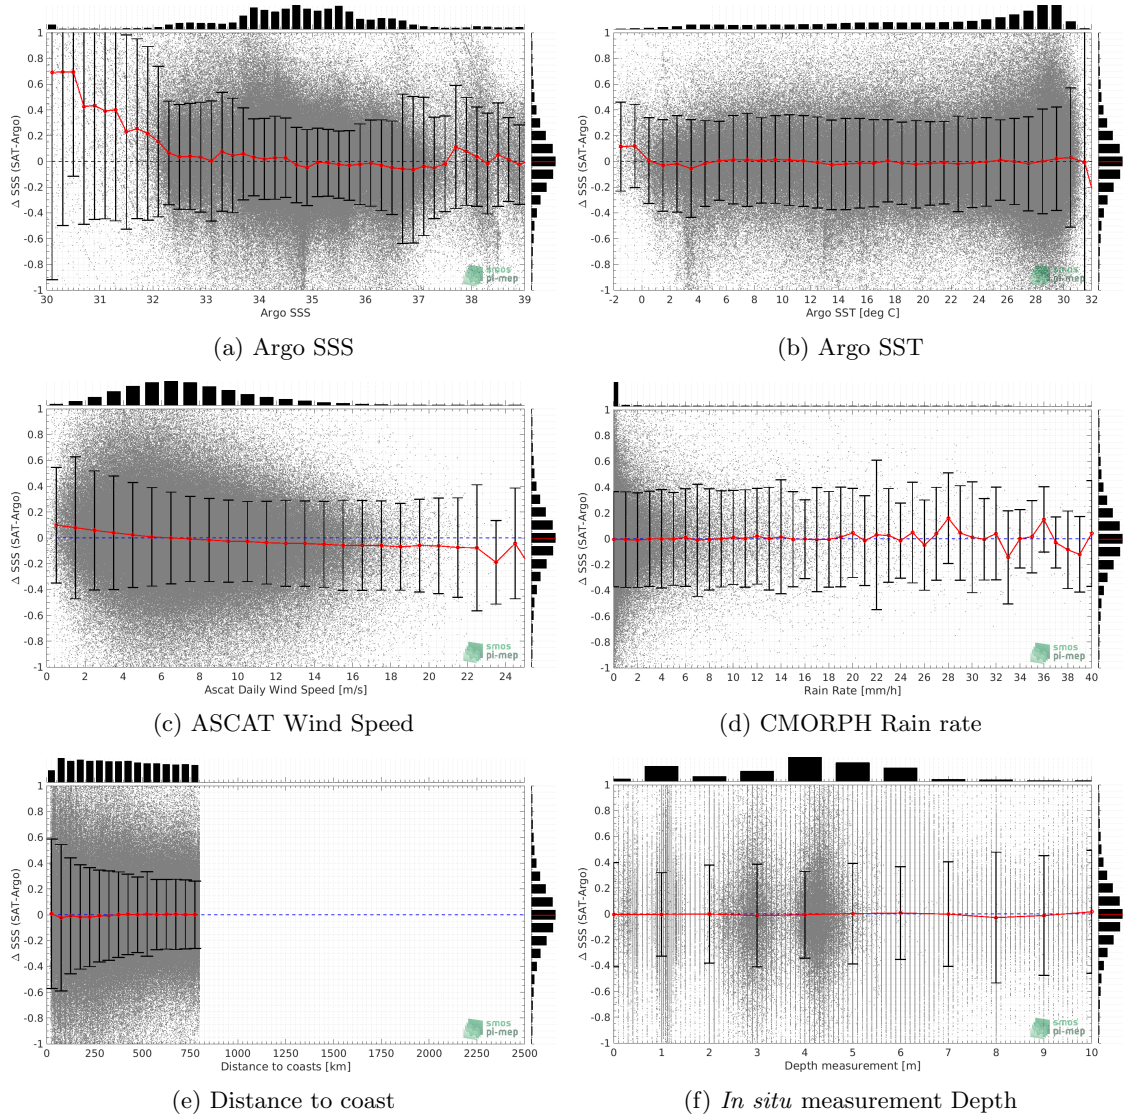 Δ SSS (SAT-Argo)
1
0.8
0.6
0.4
0.2
0
-0.2
-0.4
-0.6
-0.8
-1
30 31 32 33 34 35 36 37 38 39
Argo SSS
smos
pi-mep
(a) Argo SSS
Δ SSS (SAT-Argo)
1
0.8
0.6
0.4
0.2
0
-0.2
-0.4
-0.6
-0.8
-1
-2 0 2 4 6 8 10 12 14 16 18 20 22 24 26 28 30 32
Argo SST [deg C]
smos
pi-mep
(b) Argo SST
Δ SSS (SAT-Argo)
1
0.8
0.6
0.4
0.2
0
-0.2
-0.4
-0.6
-0.8
-1
0 2 4 6 8 10 12 14 16 18 20 22 24
Ascat Daily Wind Speed [m/s]
smos
pi-mep
(c) ASCAT Wind Speed
Δ SSS (SAT-Argo)
1
0.8
0.6
0.4
0.2
0
-0.2
-0.4
-0.6
-0.8
-1
0 2 4 6 8 10 12 14 16 18 20 22 24 26 28 30 32 34 36 38 40
Rain Rate [mm/h]
smos
pi-mep
(d) CMORPH Rain rate
Δ SSS (SAT-Argo)
1
0.8
0.6
0.4
0.2
0
-0.2
-0.4
-0.6
-0.8
-1
0 250 500 750 1000 1250 1500 1750 2000 2250 2500
Distance to coasts [km]
smos
pi-mep
(e) Distance to coast
Δ SSS (SAT-Argo)
1
0.8
0.6
0.4
0.2
0
-0.2
-0.4
-0.6
-0.8
-1
0 1 2 3 4 5 6 7 8 9 10
Depth measurement [m]
smos
pi-mep
(f) In situ measurement Depth